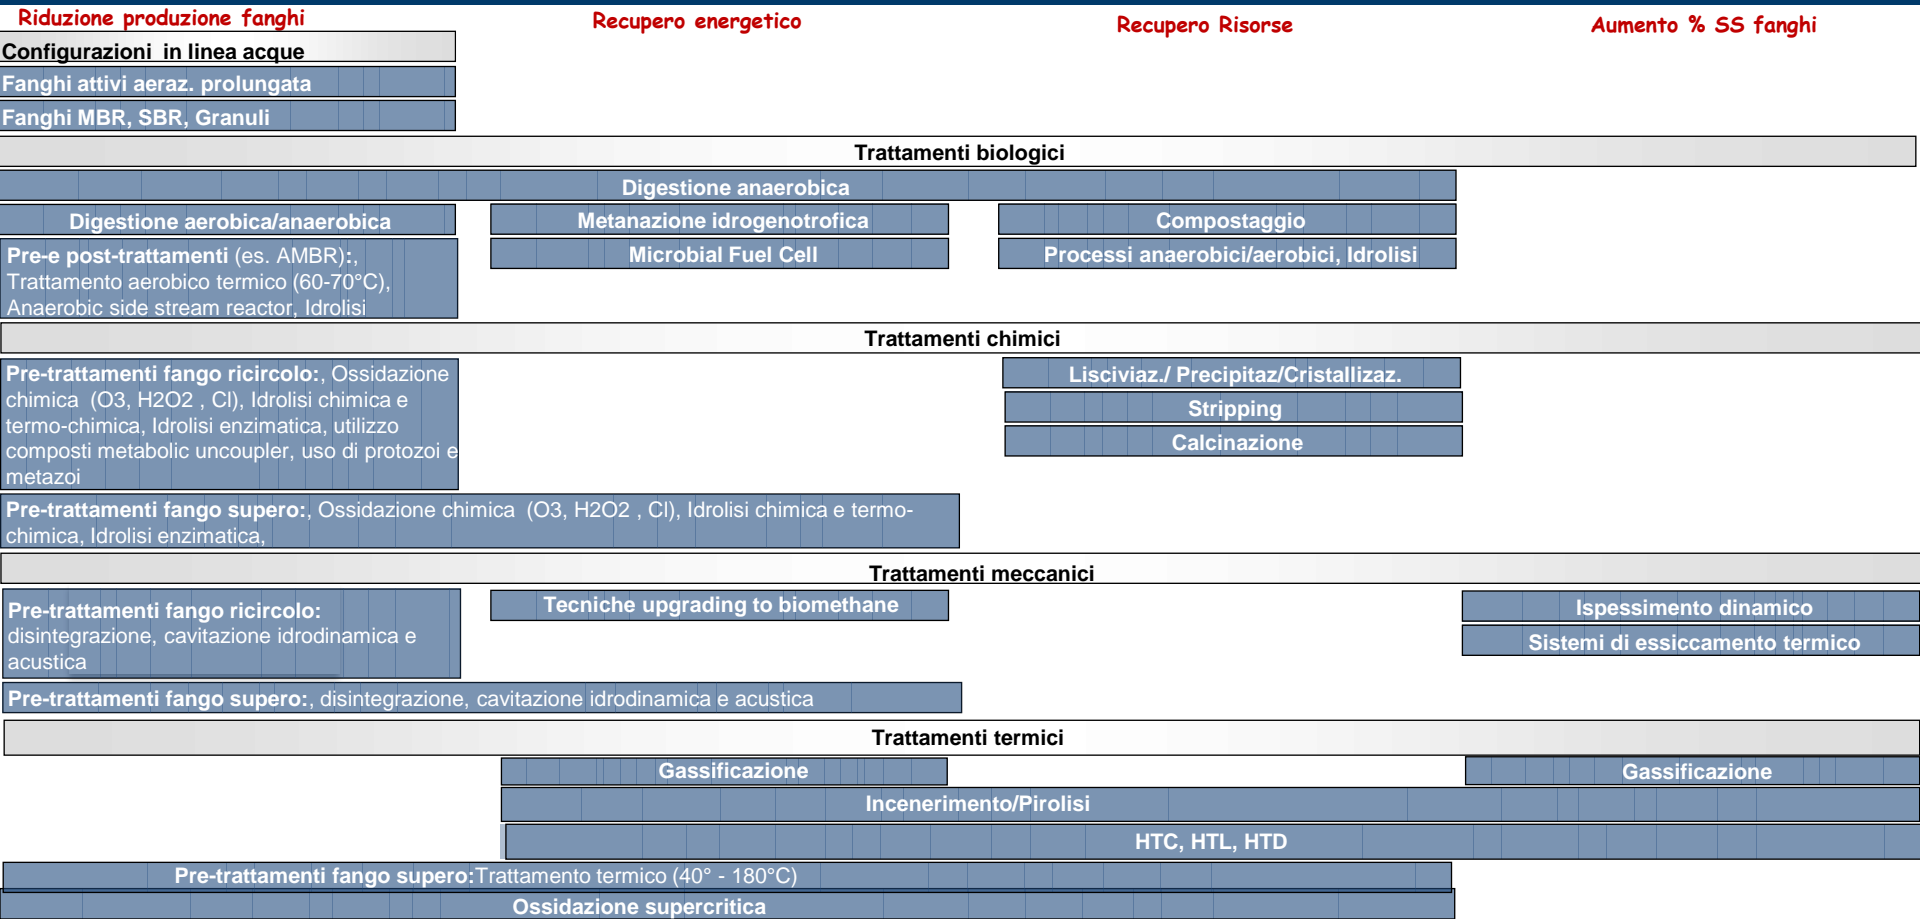 Riduzione produzione fanghi
Recupero energetico
Recupero Risorse
Aumento % SS fanghi
Configurazioni in linea acque
Fanghi attivi aeraz. prolungata
Fanghi MBR, SBR, Granuli
Trattamenti biologici
Digestione anaerobica
Digestione aerobica/anaerobica
Metanazione idrogenotrofica
Compostaggio
Pre-e post-trattamenti (es. AMBR):,
Trattamento aerobico termico (60-70°C),
Anaerobic side stream reactor, Idrolisi
Microbial Fuel Cell
Processi anaerobici/aerobici, Idrolisi
Trattamenti chimici
Pre-trattamenti fango ricircolo:, Ossidazione
chimica (O3, H2O2 , Cl), Idrolisi chimica e
termo-chimica, Idrolisi enzimatica, utilizzo
composti metabolic uncoupler, uso di protozoi e
metazoi
Lisciviaz./ Precipitaz/Cristallizaz.
Stripping
Calcinazione
Pre-trattamenti fango supero:, Ossidazione chimica (O3, H2O2 , Cl), Idrolisi chimica e termo-
chimica, Idrolisi enzimatica,
Trattamenti meccanici
Pre-trattamenti fango ricircolo:
disintegrazione, cavitazione idrodinamica e
acustica
Tecniche upgrading to biomethane
Ispessimento dinamico
Sistemi di essiccamento termico
Pre-trattamenti fango supero:, disintegrazione, cavitazione idrodinamica e acustica
Trattamenti termici
Gassificazione
Gassificazione
Incenerimento/Pirolisi
HTC, HTL, HTD
Pre-trattamenti fango supero:Trattamento termico (40° - 180°C)
Ossidazione supercritica